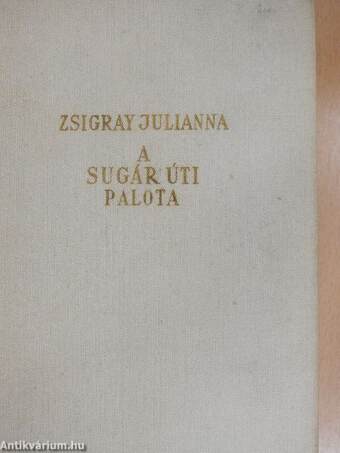 ZSIGRAY JULIANNA
A
SUGÁR ÚTI
PALOTA
Antikvárium.hu